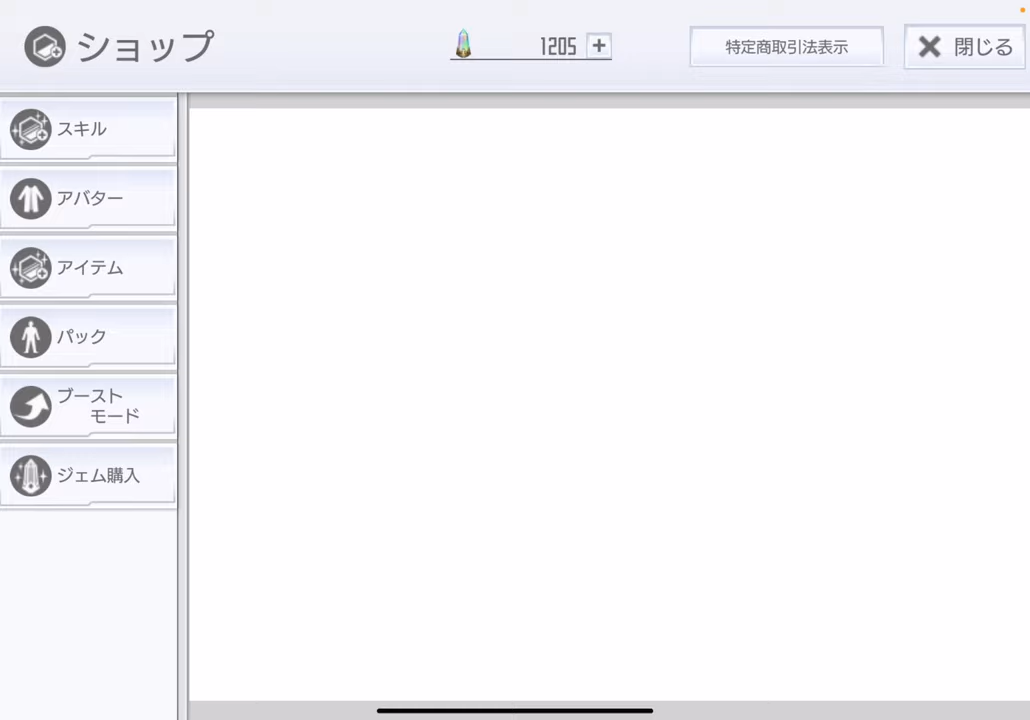 ショップ
1205
特定商取引法表示
閉じる
スキル
アバター
アイテム
パック
ブースト
モード
ジェム購入